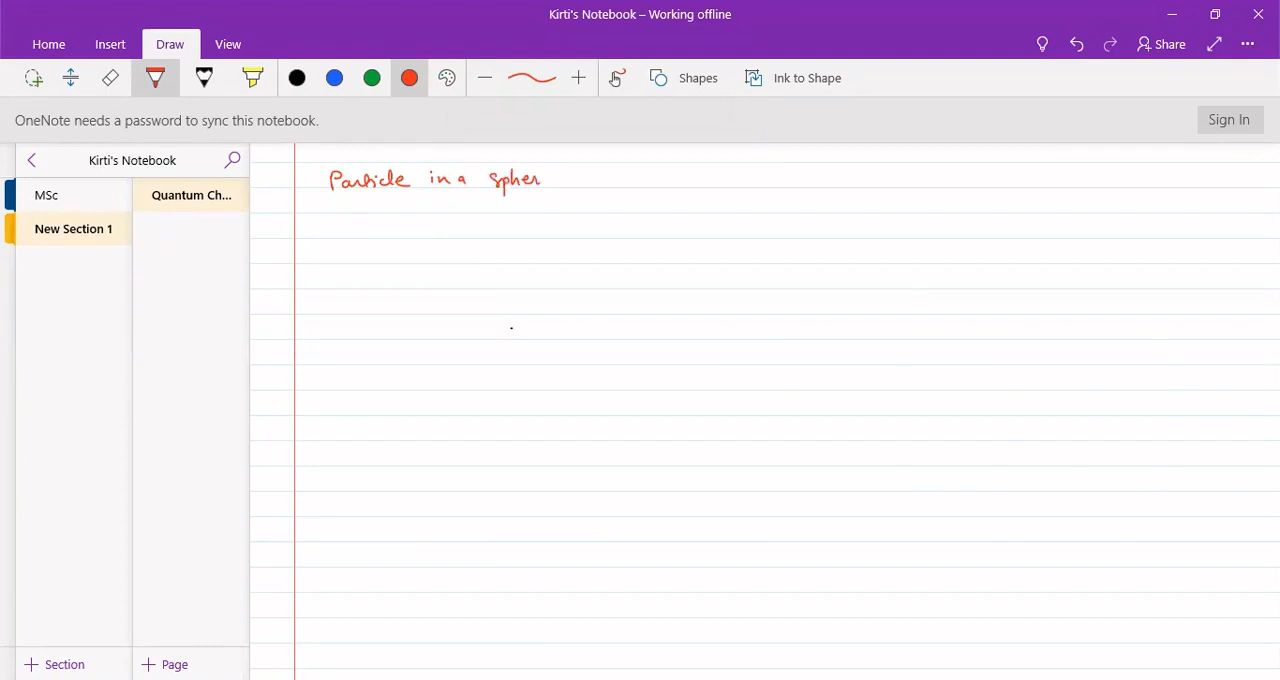 Kirti's Notebook – Working offline
Home Insert Draw View
Share
Shapes Ink to Shape
OneNote needs a password to sync this notebook.
Sign In
Kirti's Notebook
MSc
Quantum Ch...
New Section 1
Particle in a spher
Section
Page